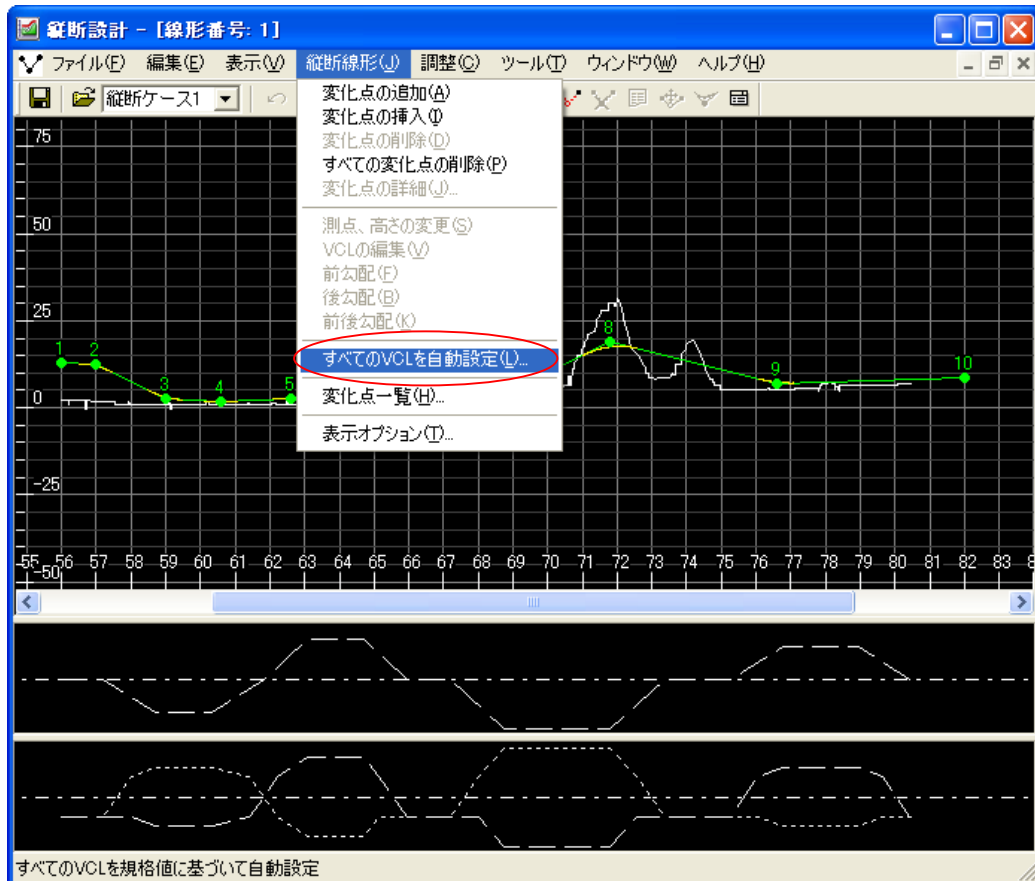 縦断設計 - [線形番号: 1]
ファイル(F) 編集(E) 表示(V) 縦断線形(J) 調整(C) ツール(T) ウィンドウ(W) ヘルプ(H)
縦断ケース1
変化点の追加(A)
変化点の挿入(I)
変化点の削除(D)
すべての変化点の削除(P)
変化点の詳細(J)...
測点、高さの変更(S)
VCLの編集(V)
前勾配(F)
後勾配(B)
前後勾配(K)
すべてのVCLを自動設定(L)...
変化点一覧(H)...
表示オプション(T)...
75
50
25
0
-25
-50
1 2 3 4 5 8 9 10
55 56 57 58 59 60 61 62 63 64 65 66 67 68 69 70 71 72 73 74 75 76 77 78 79 80 81 82 83
すべてのVCLを規格値に基づいて自動設定